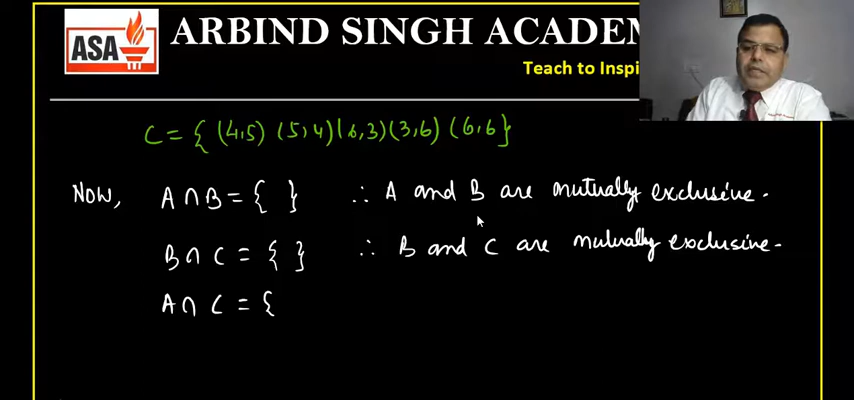 ASA
ARBIND SINGH ACADEM
Teach to Inspi
C = { (4,5) (5,4) (6,3) (3,6) (6,6}
Now, A ∩ B = { } ∴ A and B are mutually exclusive.
B ∩ C = { } ∴ B and C are mutually exclusive.
A ∩ C = {